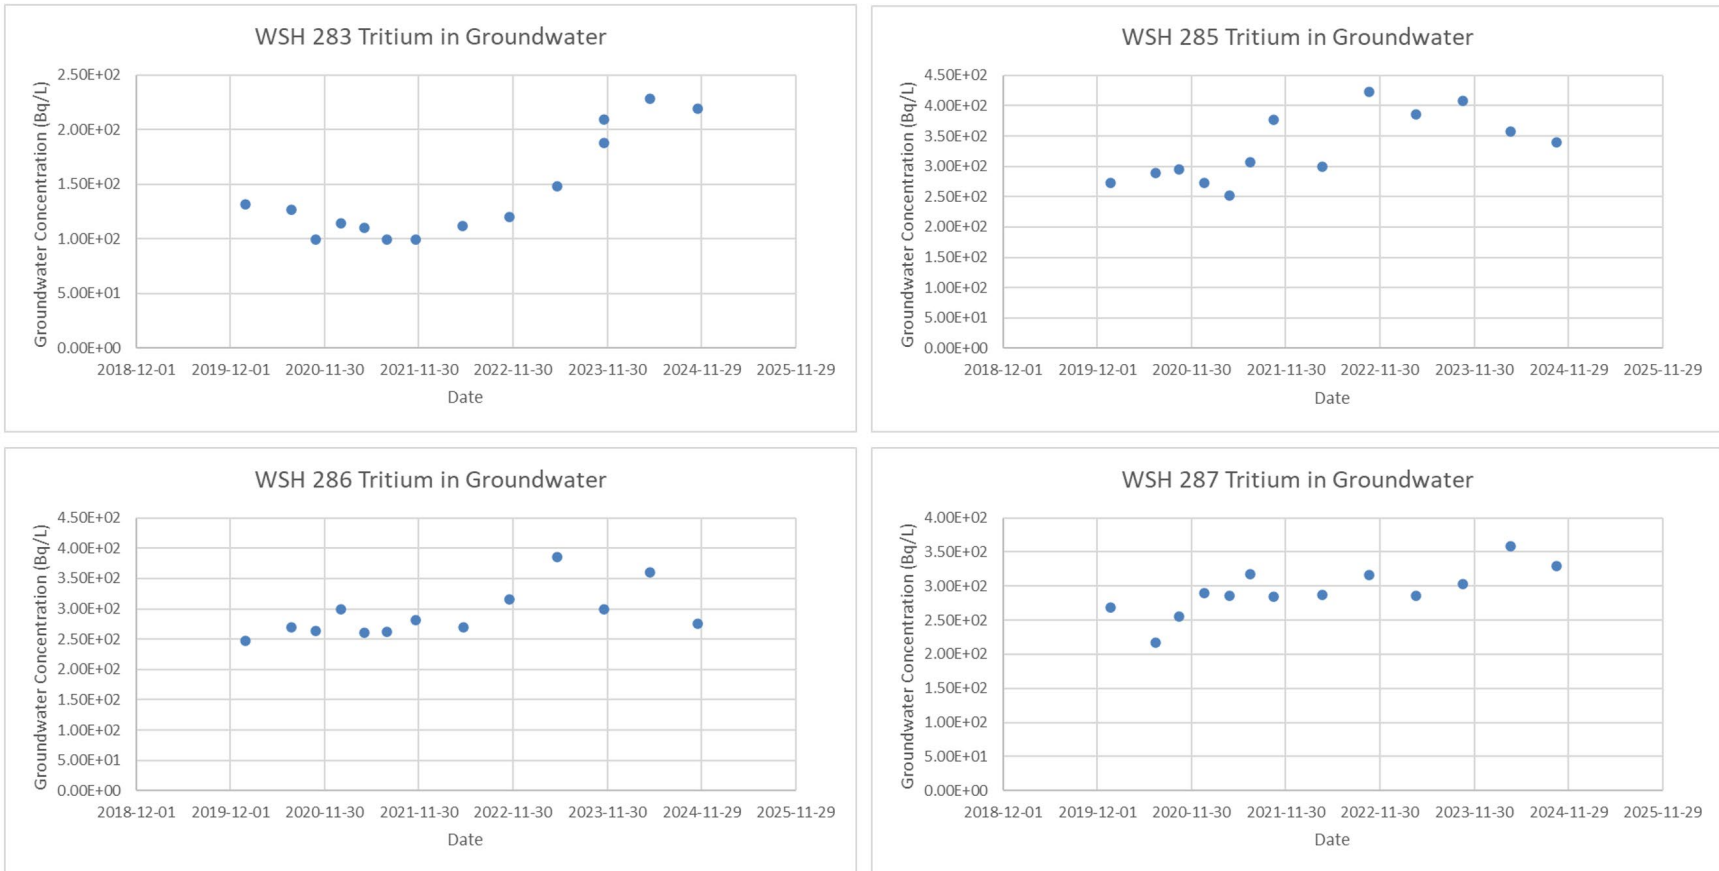 WSH 283 Tritium in Groundwater
Groundwater Concentration (Bq/L)
2.50E+02
2.00E+02
1.50E+02
1.00E+02
5.00E+01
0.00E+00
2018-12-01 2019-12-01 2020-11-30 2021-11-30 2022-11-30 2023-11-30 2024-11-29 2025-11-29
Date
WSH 285 Tritium in Groundwater
Groundwater Concentration (Bq/L)
4.50E+02
4.00E+02
3.50E+02
3.00E+02
2.50E+02
2.00E+02
1.50E+02
1.00E+02
5.00E+01
0.00E+00
2018-12-01 2019-12-01 2020-11-30 2021-11-30 2022-11-30 2023-11-30 2024-11-29 2025-11-29
Date
WSH 286 Tritium in Groundwater
Groundwater Concentration (Bq/L)
4.50E+02
4.00E+02
3.50E+02
3.00E+02
2.50E+02
2.00E+02
1.50E+02
1.00E+02
5.00E+01
0.00E+00
2018-12-01 2019-12-01 2020-11-30 2021-11-30 2022-11-30 2023-11-30 2024-11-29 2025-11-29
Date
WSH 287 Tritium in Groundwater
Groundwater Concentration (Bq/L)
4.00E+02
3.50E+02
3.00E+02
2.50E+02
2.00E+02
1.50E+02
1.00E+02
5.00E+01
0.00E+00
2018-12-01 2019-12-01 2020-11-30 2021-11-30 2022-11-30 2023-11-30 2024-11-29 2025-11-29
Date